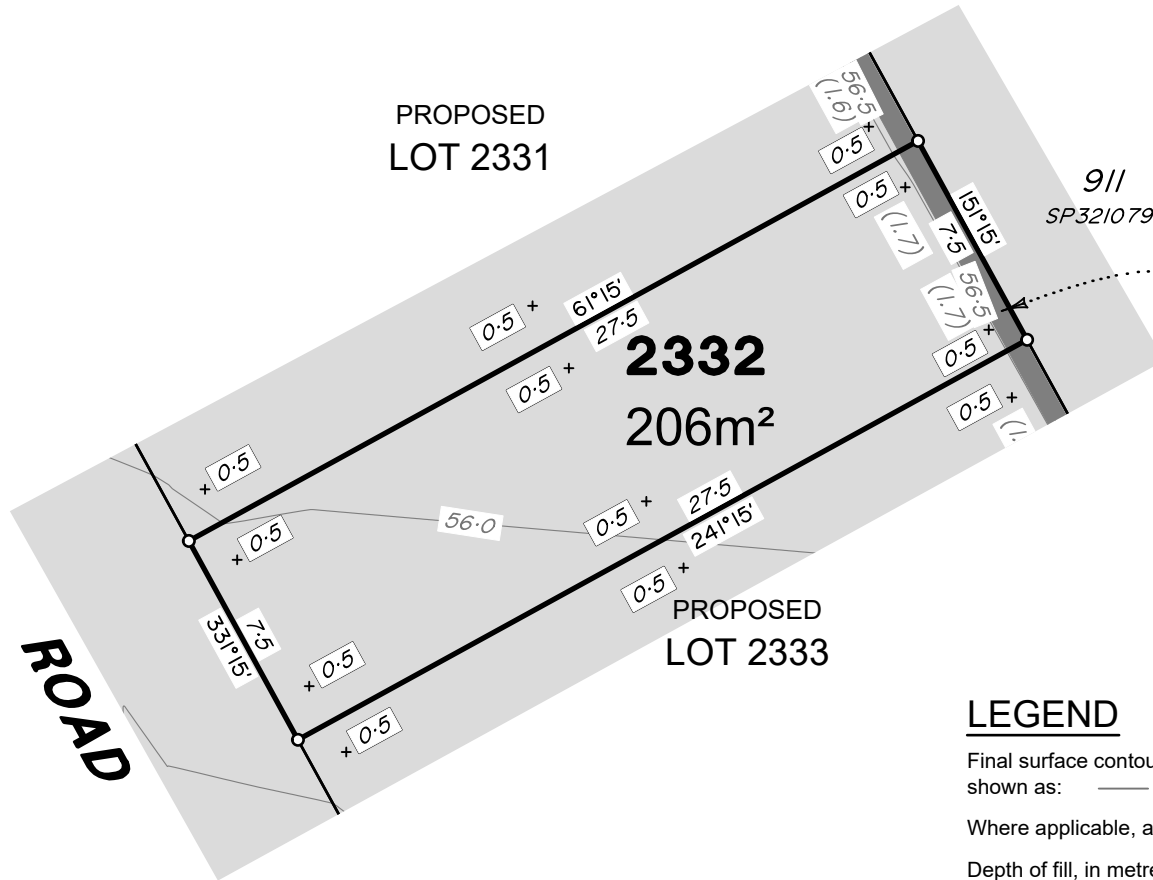 PROPOSED
LOT 2331
56·5
(1.6)
0·5
0·5
(1.7)
151°15'
7·5
911
SP321079
56·5
(1.7)
0·5
0·5
(1.
61°15'
27·5
0·5
0·5
2332
206m²
0·5
0·5
56·0
27·5
241°15'
0·5
0·5
PROPOSED
LOT 2333
7·5
331°15'
0·5
0·5
ROAD
LEGEND
Final surface contou
shown as:
Where applicable, a
Depth of fill, in metre